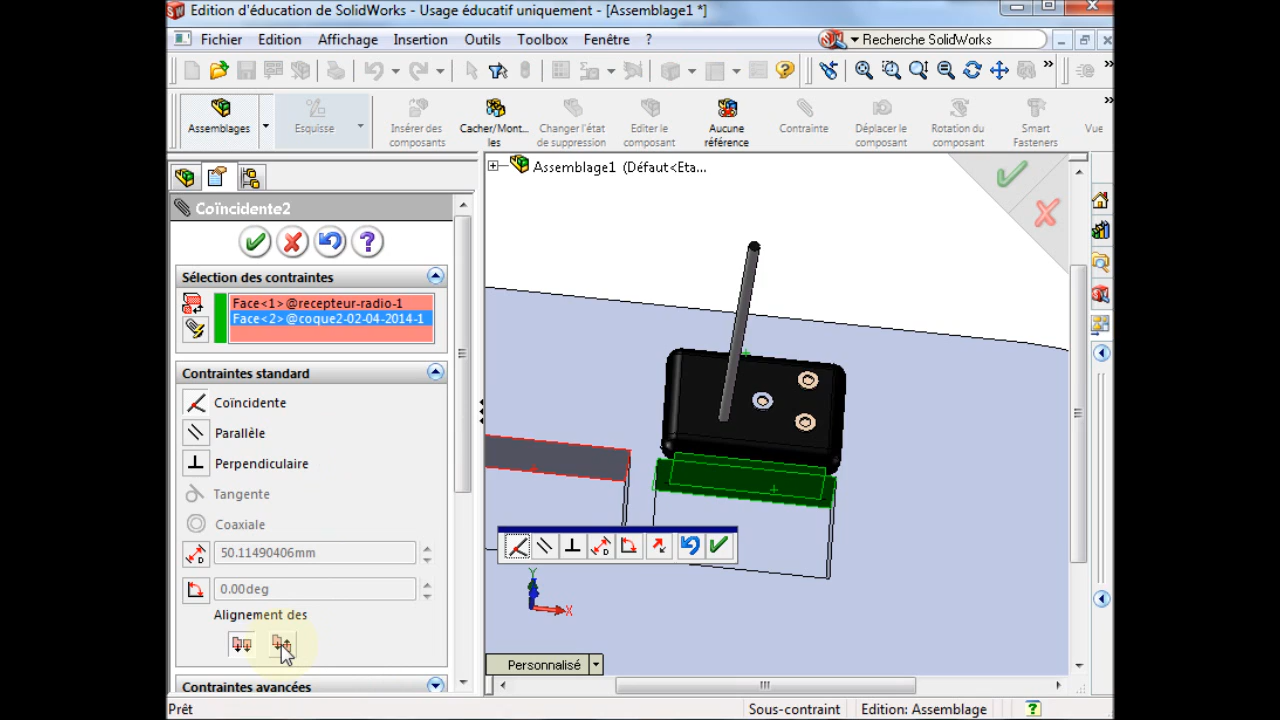 Edition d'éducation de SolidWorks - Usage éducatif uniquement - [Assemblage1 *]
Fichier Edition Affichage Insertion Outils Toolbox Fenêtre ? Recherche SolidWorks
Assemblages
Esquisse
Insérer des composants
Cacher/Mont... les
Changer l'état de suppression
Editer le composant
Aucune référence
Contrainte
Déplacer le composant
Rotation du composant
Smart Fasteners
Vue
Assemblage1 (Défaut<Eta...
Coïncidente2
Sélection des contraintes
Face<1>@recepteur-radio-1
Face<2>@coque2-02-04-2014-1
Contraintes standard
Coïncidente
Parallèle
Perpendiculaire
Tangente
Coaxiale
50.11490406mm
0.00deg
Alignement des
Contraintes avancées
Y
X
Personnalisé
Prêt Sous-contraint Edition: Assemblage ?